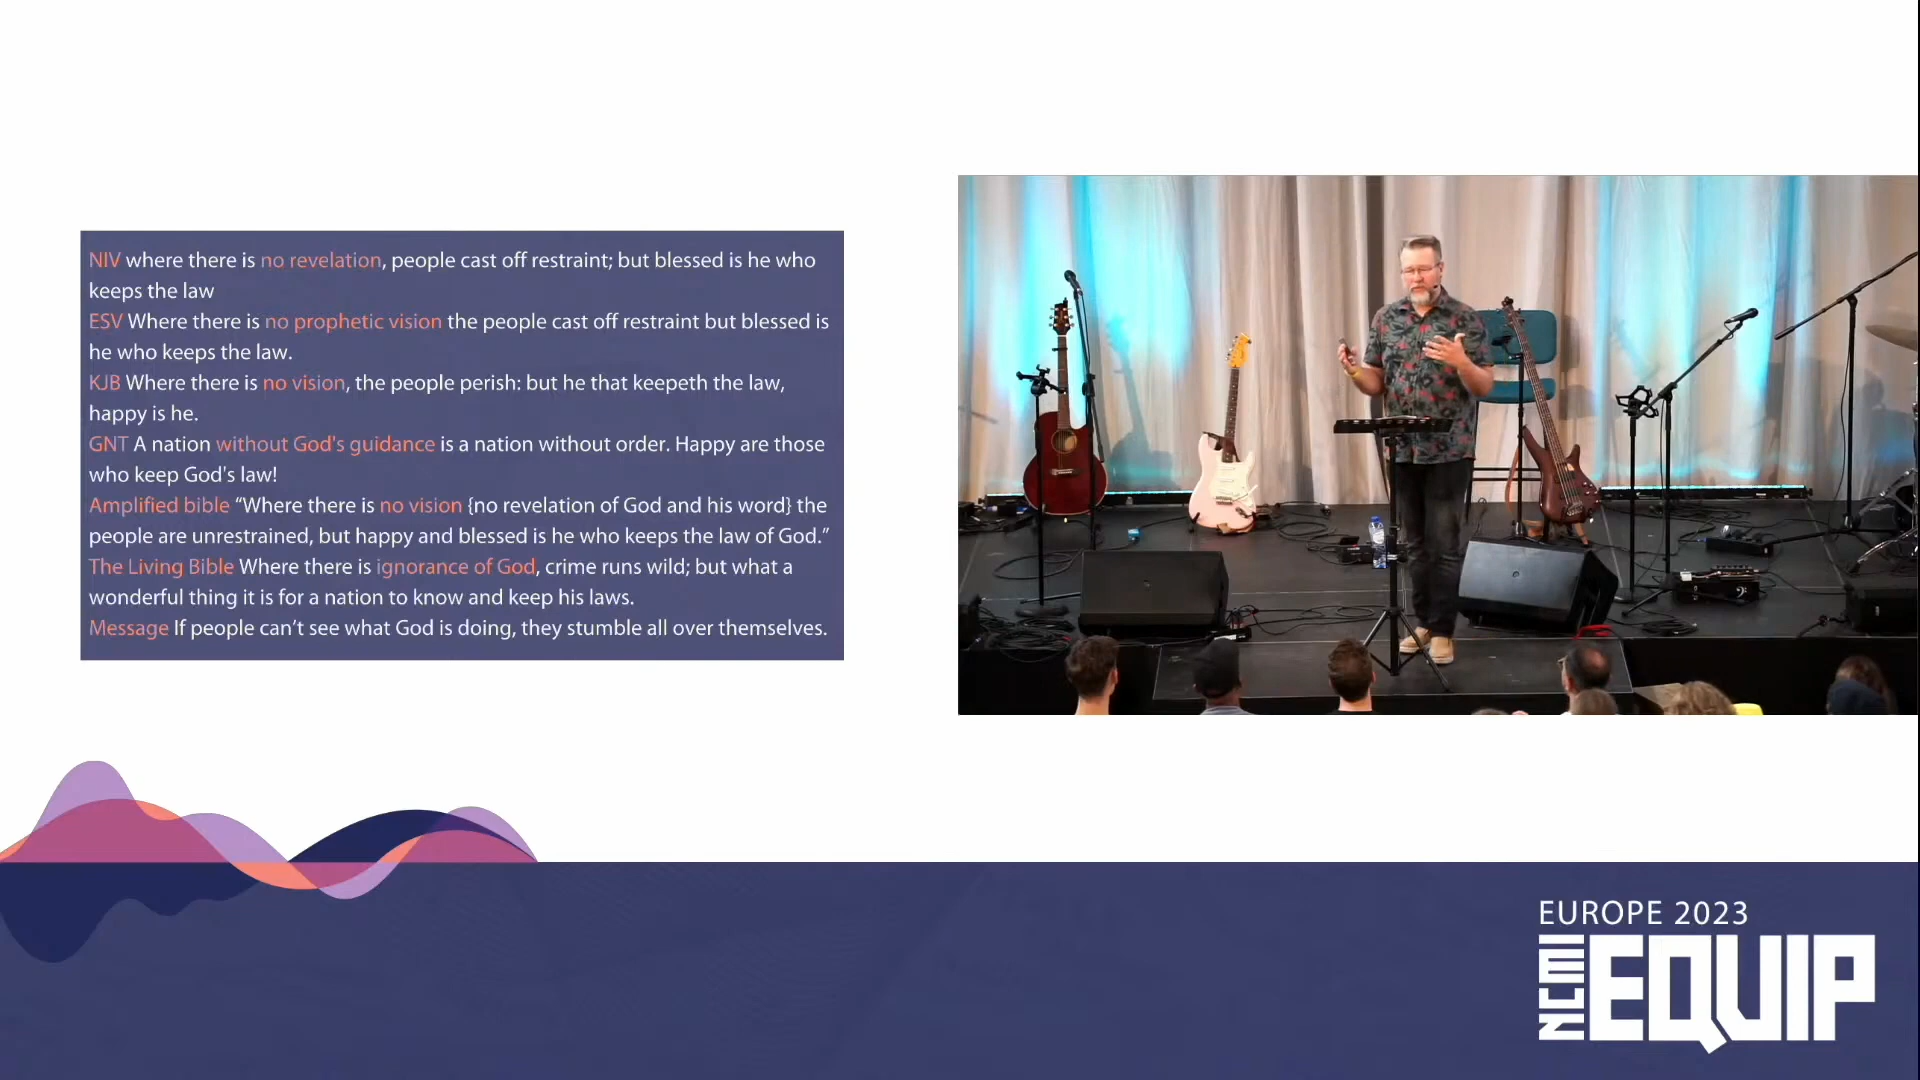 NIV where there is no revelation, people cast off restraint; but blessed is he who
keeps the law
ESV Where there is no prophetic vision the people cast off restraint but blessed is
he who keeps the law.
KJB Where there is no vision, the people perish: but he that keepeth the law,
happy is he.
GNT A nation without God's guidance is a nation without order. Happy are those
who keep God's law!
Amplified bible “Where there is no vision {no revelation of God and his word} the
people are unrestrained, but happy and blessed is he who keeps the law of God.”
The Living Bible Where there is ignorance of God, crime runs wild; but what a
wonderful thing it is for a nation to know and keep his laws.
Message If people can’t see what God is doing, they stumble all over themselves.
EUROPE 2023
NCMI
EQUIP